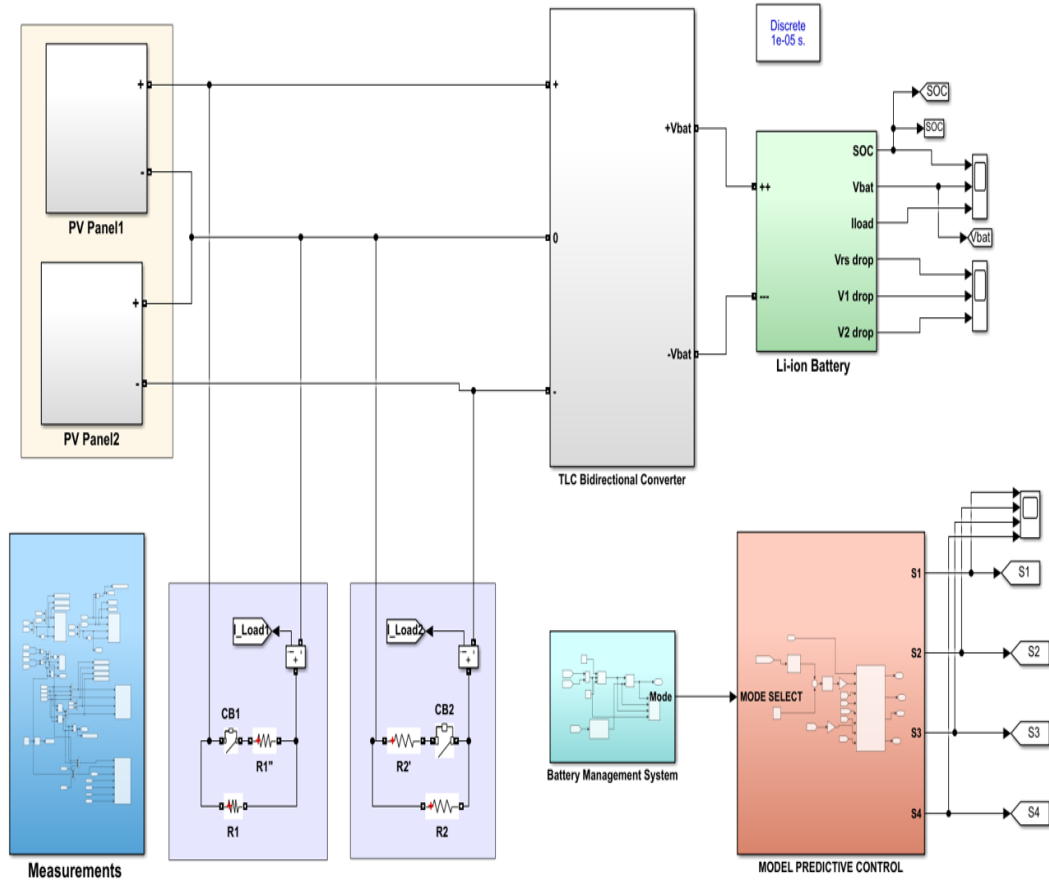 Discrete
1e-05 s.
+
-
PV Panel1
+
-
PV Panel2
+
0
-
+Vbat
-Vbat
TLC Bidirectional Converter
++
---
SOC
Vbat
Iload
Vrs drop
V1 drop
V2 drop
Li-ion Battery
SOC
SOC
Vbat
Measurements
I_Load1
CB1
R1"
R1
I_Load2
CB2
R2'
R2
Mode
Battery Management System
MODE SELECT
S1
S2
S3
S4
MODEL PREDICTIVE CONTROL
S1
S2
S3
S4